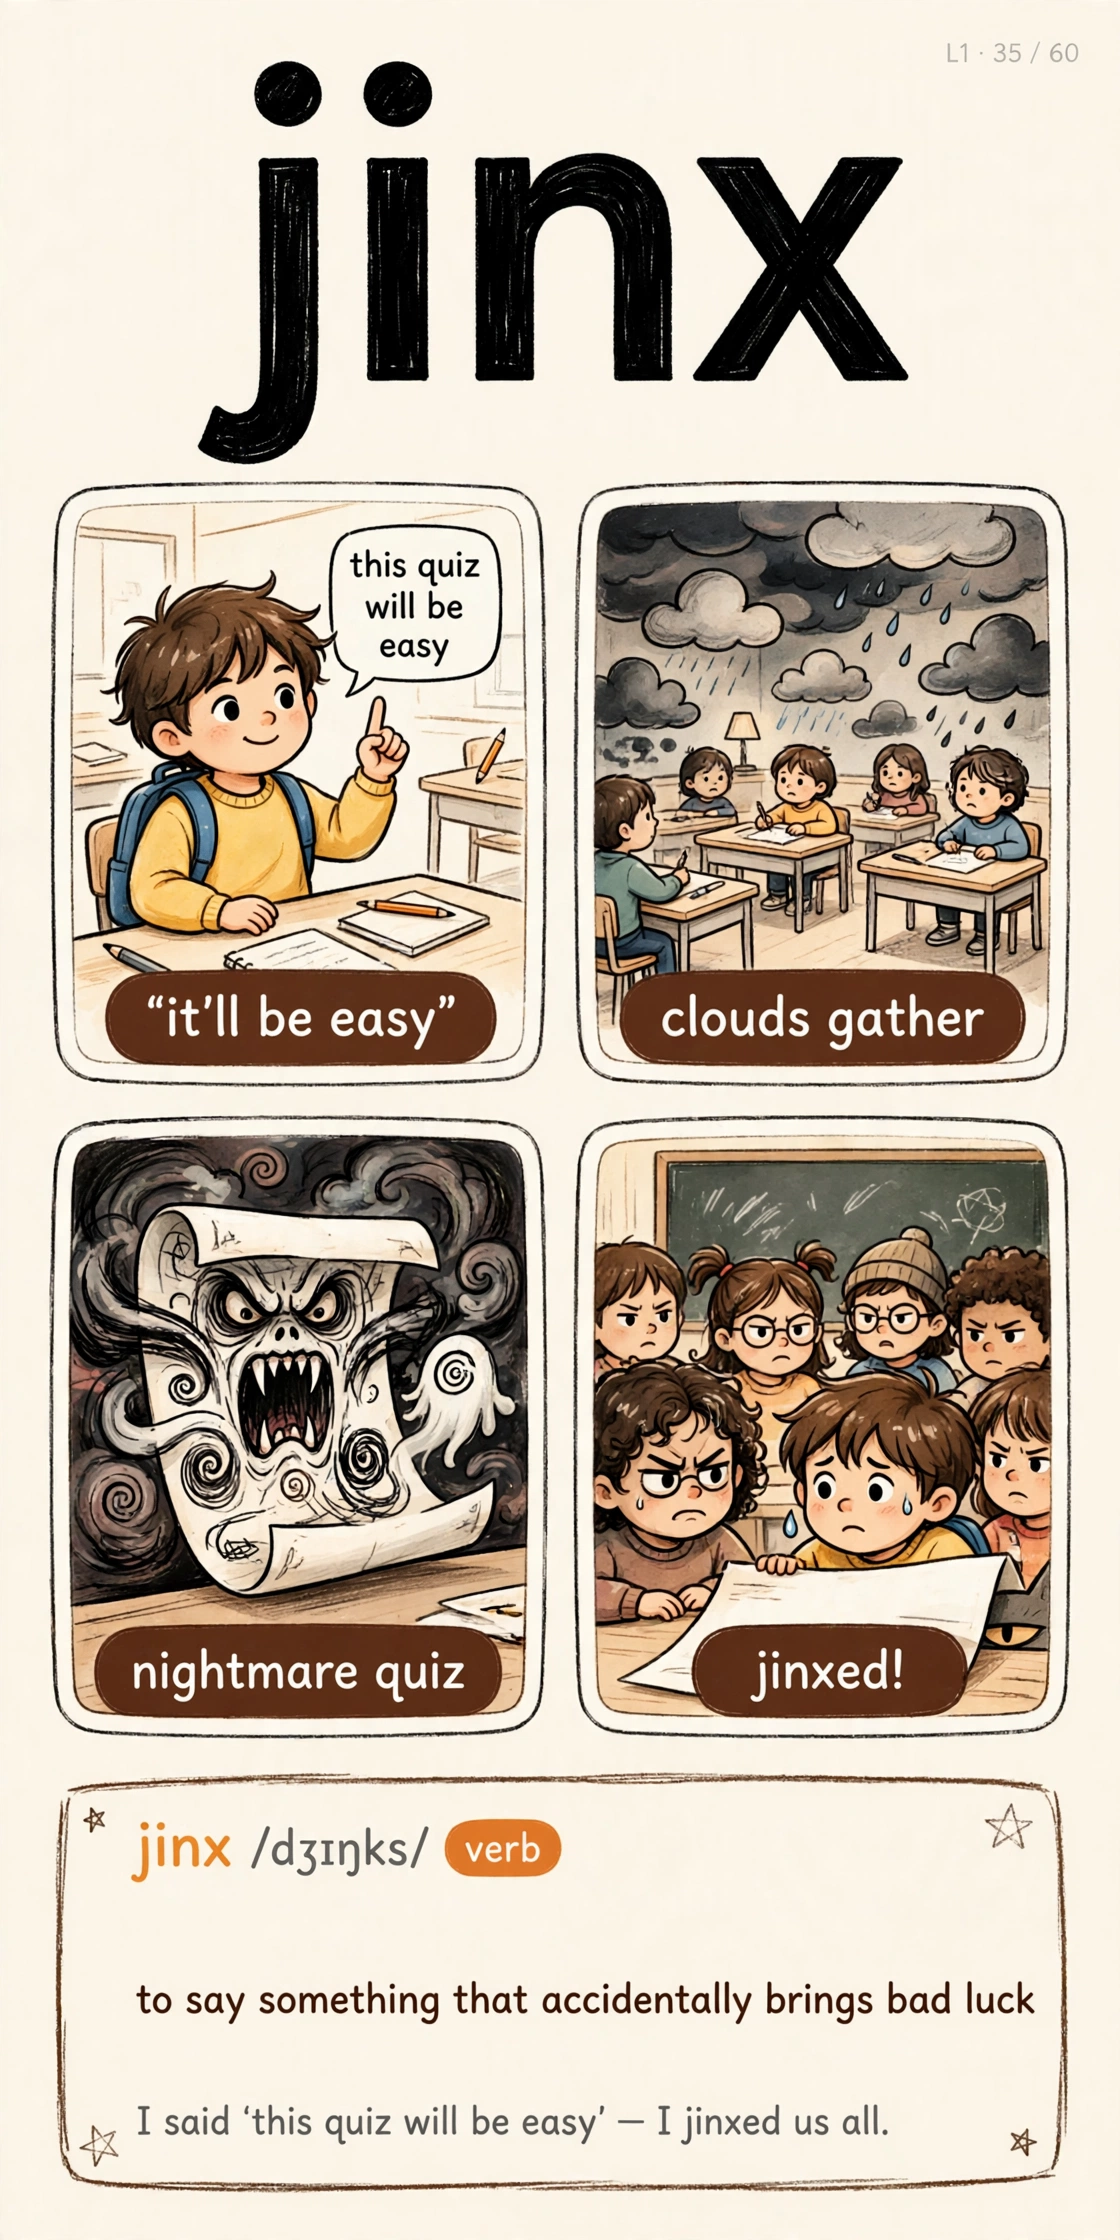 L1 · 35 / 60
jinx
this quiz
will be
easy
“it’ll be easy”
clouds gather
nightmare quiz
jinxed!
jinx /dʒɪŋks/ verb
to say something that accidentally brings bad luck
I said ‘this quiz will be easy’ — I jinxed us all.